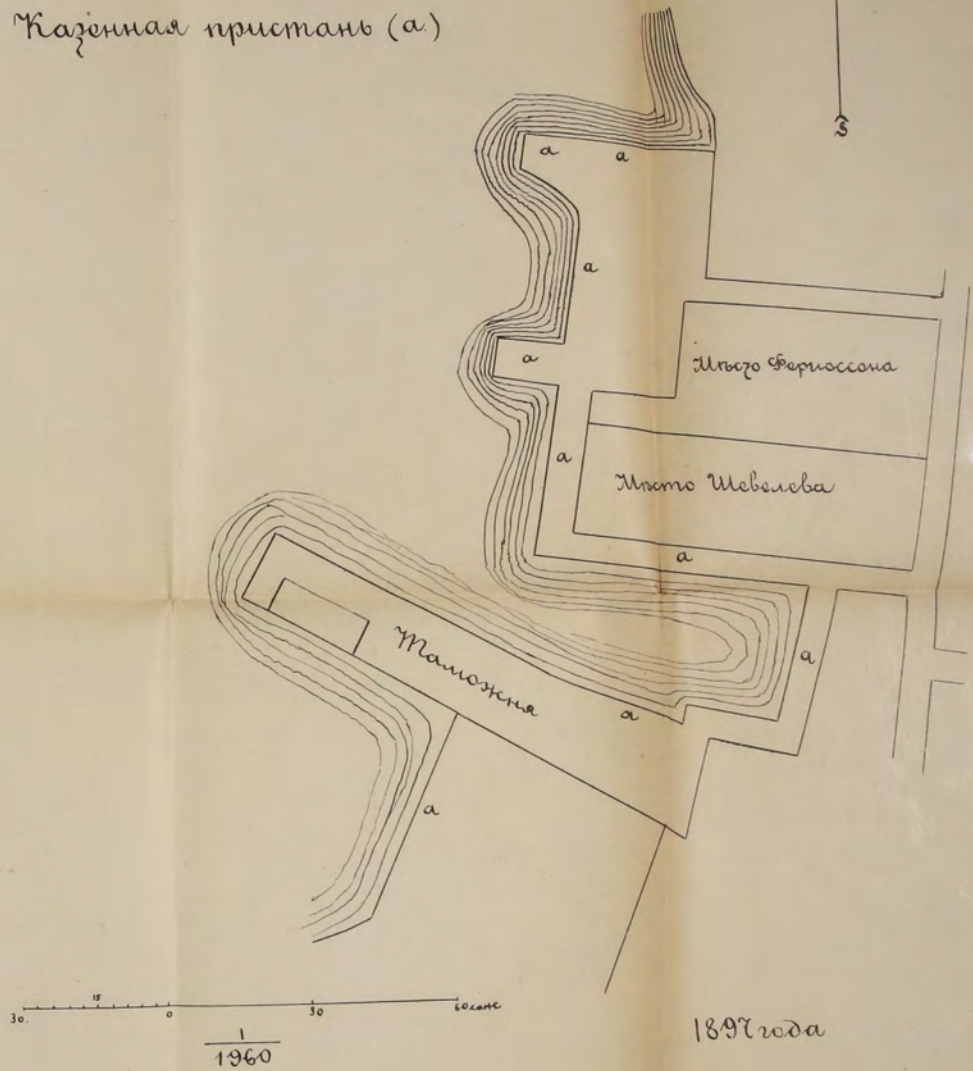 Казенная пристань (а)
S
а а
а
Мѣсто Фергюссона
а
а
Мѣсто Шевелева
а
Таможня
а
а
а
30. 15 0 30 60 саж
1
1960
1897 года